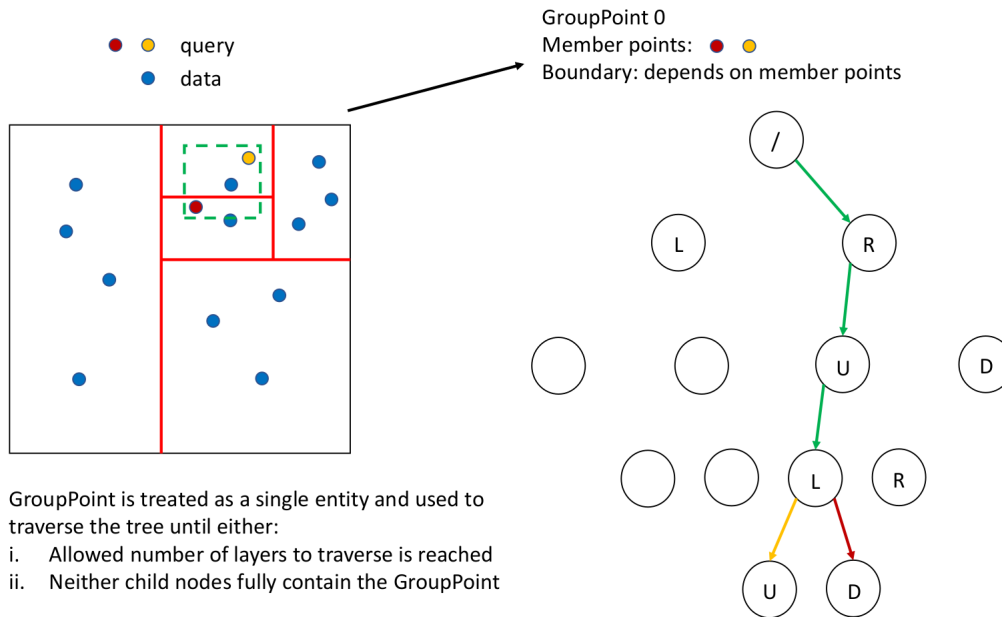 query
data
GroupPoint 0
Member points:
Boundary: depends on member points
/
L
R
U
D
L
R
U
D
GroupPoint is treated as a single entity and used to
traverse the tree until either:
i. Allowed number of layers to traverse is reached
ii. Neither child nodes fully contain the GroupPoint